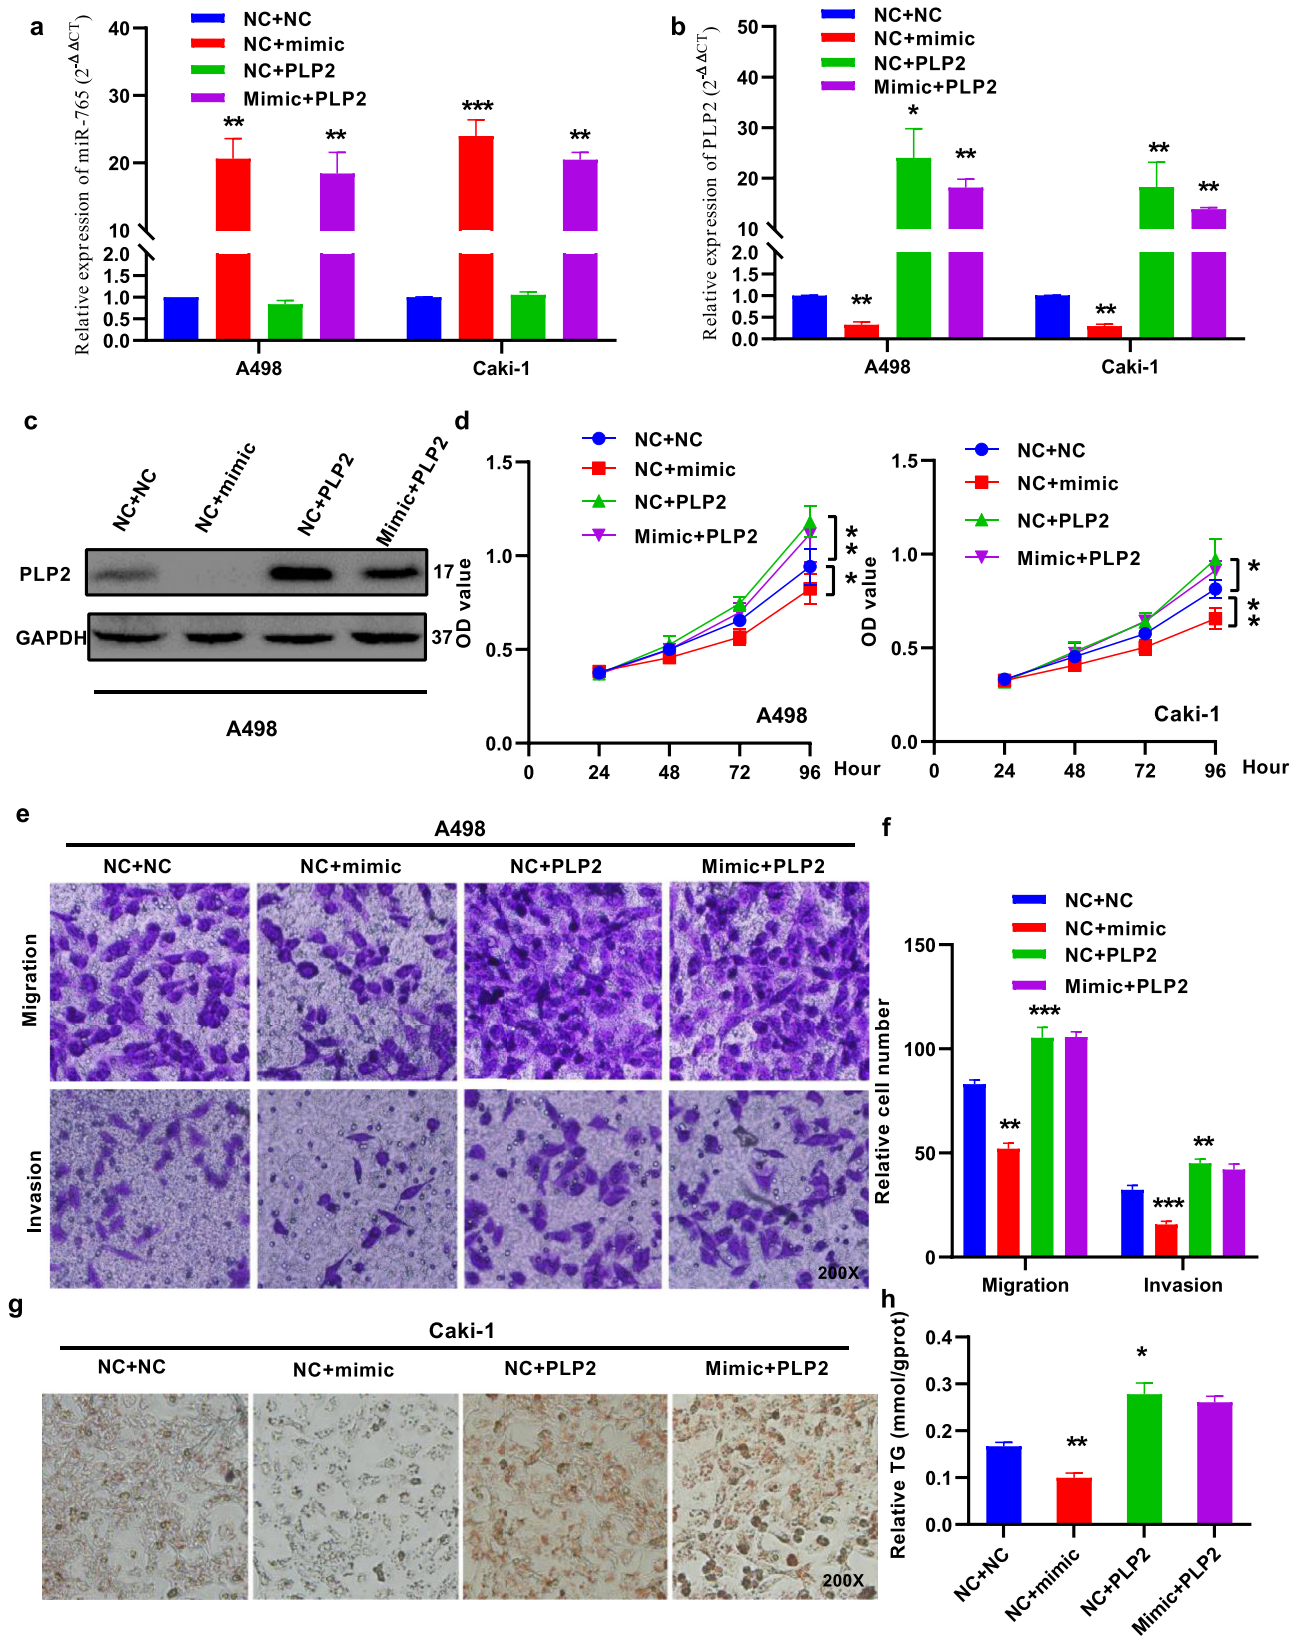 a
Relative expression of miR-765 (2-ΔΔCT)
NC+NC
NC+mimic
NC+PLP2
Mimic+PLP2
40
30
20
10
2.0
1.5
1.0
0.5
0.0
**
**
***
**
A498
Caki-1
b
Relative expression of PLP2 (2-ΔΔCT)
NC+NC
NC+mimic
NC+PLP2
Mimic+PLP2
50
40
30
20
10
2.0
1.5
1.0
0.5
0.0
**
*
**
**
**
**
A498
Caki-1
c
NC+NC
NC+mimic
NC+PLP2
Mimic+PLP2
PLP2
17
GAPDH
37
A498
d
OD value
NC+NC
NC+mimic
NC+PLP2
Mimic+PLP2
1.5
1.0
0.5
0.0
**
*
A498
0
24
48
72
96
Hour
OD value
NC+NC
NC+mimic
NC+PLP2
Mimic+PLP2
1.5
1.0
0.5
0.0
*
**
Caki-1
0
24
48
72
96
Hour
e
A498
NC+NC
NC+mimic
NC+PLP2
Mimic+PLP2
Migration
Invasion
200X
f
Relative cell number
NC+NC
NC+mimic
NC+PLP2
Mimic+PLP2
150
100
50
0
**
***
***
**
Migration
Invasion
g
Caki-1
NC+NC
NC+mimic
NC+PLP2
Mimic+PLP2
200X
h
Relative TG (mmol/gprot)
0.4
0.3
0.2
0.1
0.0
**
*
NC+NC
NC+mimic
NC+PLP2
Mimic+PLP2